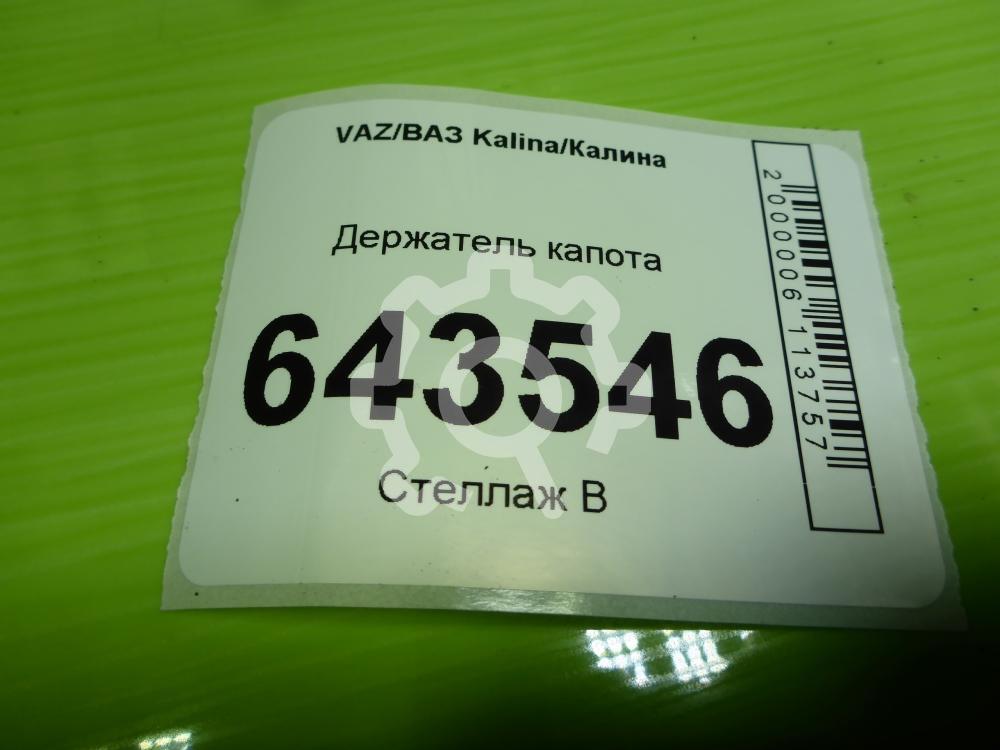 VAZ/ВАЗ Kalina/Калина
Держатель капота
643546
Стеллаж В
2000006113757